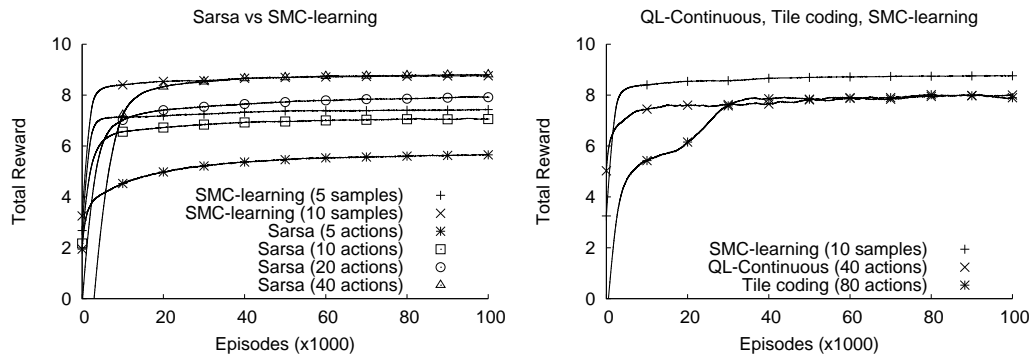 Sarsa vs SMC-learning
Total Reward
10
8
6
4
2
0
SMC-learning (5 samples)
SMC-learning (10 samples)
Sarsa (5 actions)
Sarsa (10 actions)
Sarsa (20 actions)
Sarsa (40 actions)
0 20 40 60 80 100
Episodes (x1000)
QL-Continuous, Tile coding, SMC-learning
Total Reward
10
8
6
4
2
0
SMC-learning (10 samples)
QL-Continuous (40 actions)
Tile coding (80 actions)
0 20 40 60 80 100
Episodes (x1000)